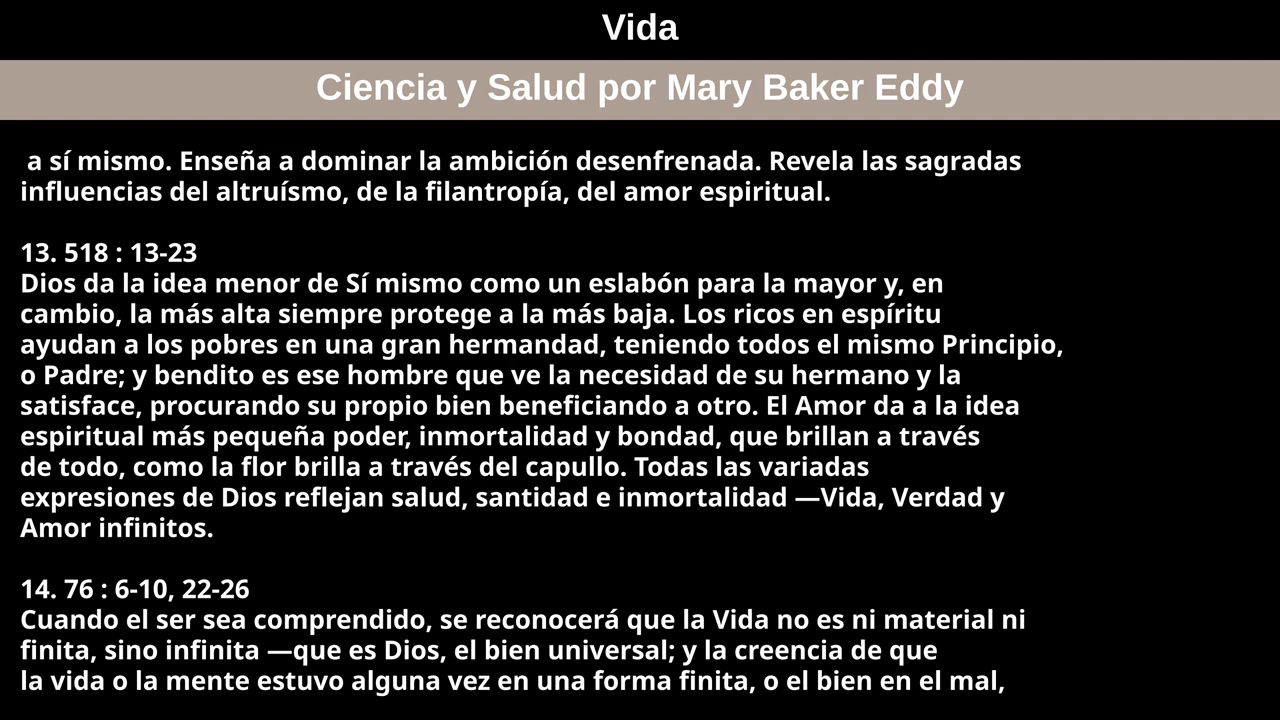 Vida
Ciencia y Salud por Mary Baker Eddy
a sí mismo. Enseña a dominar la ambición desenfrenada. Revela las sagradas
influencias del altruísmo, de la filantropía, del amor espiritual.
13. 518 : 13-23
Dios da la idea menor de Sí mismo como un eslabón para la mayor y, en
cambio, la más alta siempre protege a la más baja. Los ricos en espíritu
ayudan a los pobres en una gran hermandad, teniendo todos el mismo Principio,
o Padre; y bendito es ese hombre que ve la necesidad de su hermano y la
satisface, procurando su propio bien beneficiando a otro. El Amor da a la idea
espiritual más pequeña poder, inmortalidad y bondad, que brillan a través
de todo, como la flor brilla a través del capullo. Todas las variadas
expresiones de Dios reflejan salud, santidad e inmortalidad —Vida, Verdad y
Amor infinitos.
14. 76 : 6-10, 22-26
Cuando el ser sea comprendido, se reconocerá que la Vida no es ni material ni
finita, sino infinita —que es Dios, el bien universal; y la creencia de que
la vida o la mente estuvo alguna vez en una forma finita, o el bien en el mal,